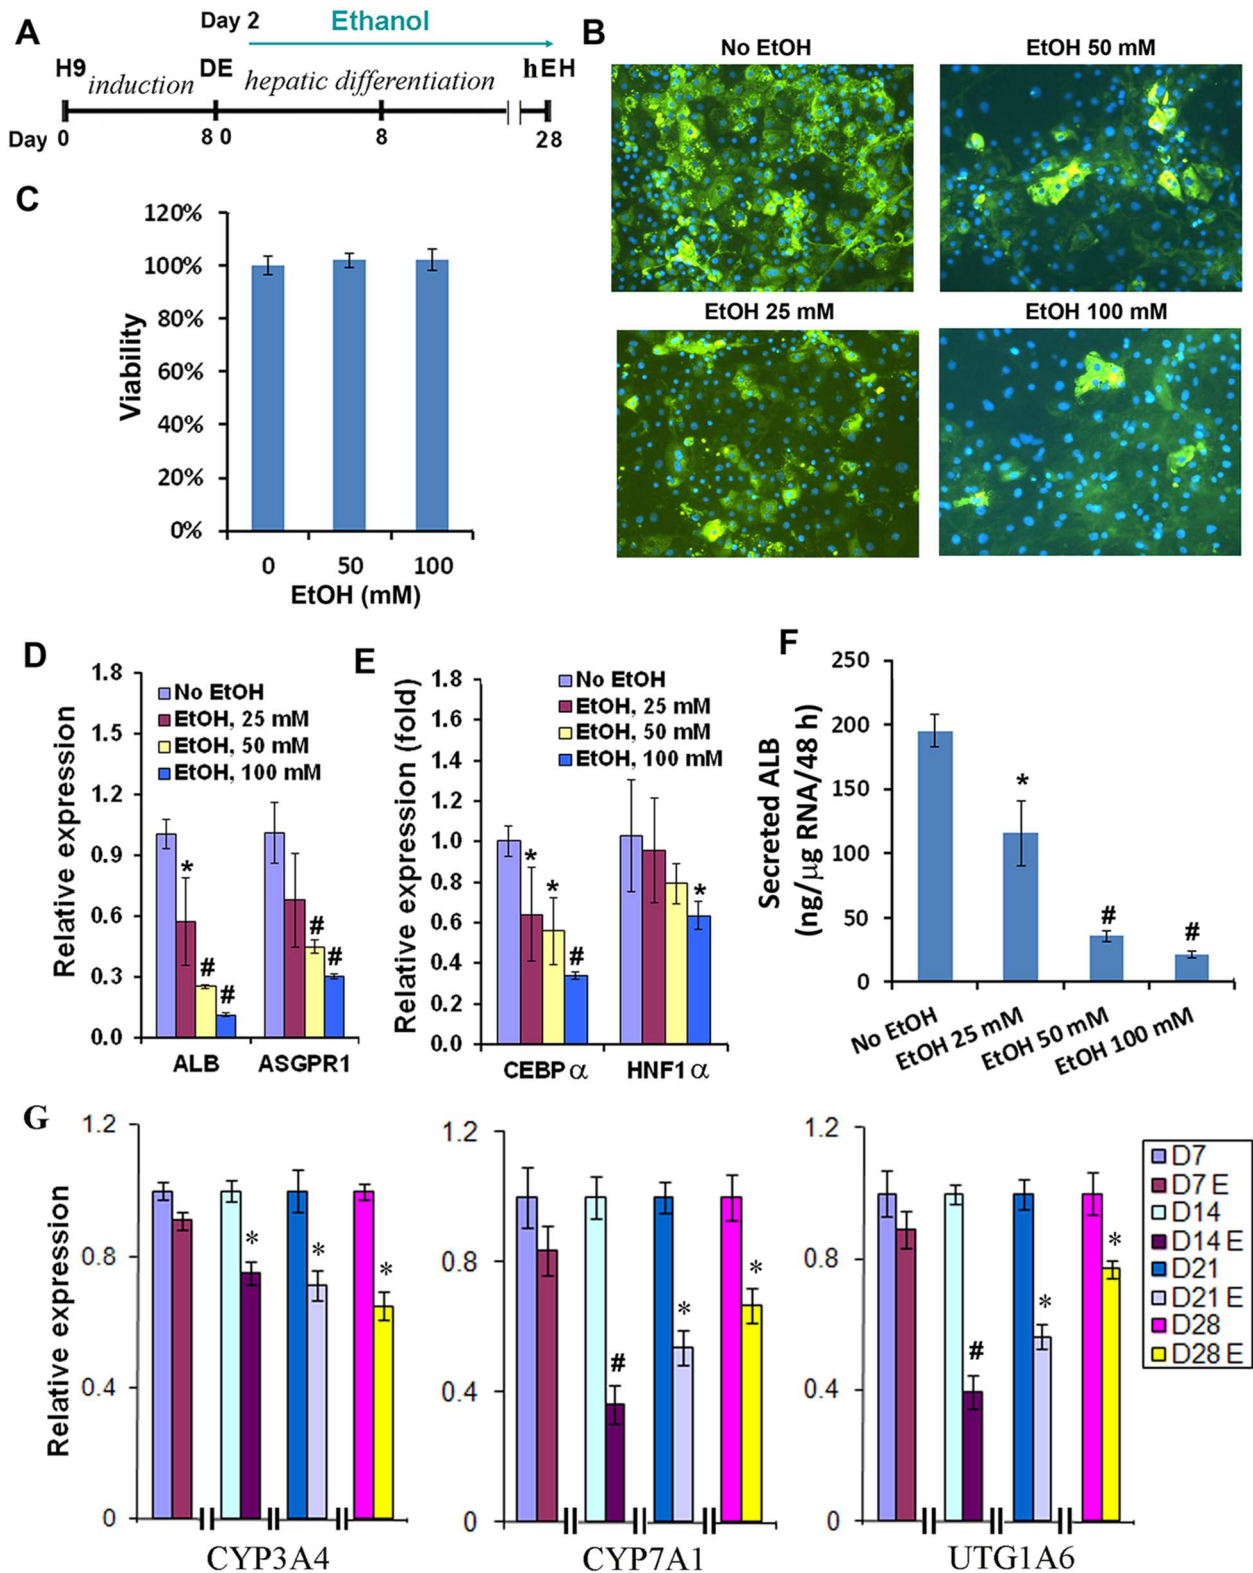 A
Day 2 Ethanol
H9 induction DE hepatic differentiation hEH
Day 0 8 0 8 28
B
No EtOH EtOH 50 mM
EtOH 25 mM EtOH 100 mM
C
Viability
120%
100%
80%
60%
40%
20%
0%
0 50 100
EtOH (mM)
D
Relative expression
1.8
1.5
1.2
0.9
0.6
0.3
0.0
No EtOH
EtOH, 25 mM
EtOH, 50 mM
EtOH, 100 mM
* # # # #
ALB ASGPR1
E
Relative expression (fold)
1.8
1.6
1.4
1.2
1.0
0.8
0.6
0.4
0.2
0.0
No EtOH
EtOH, 25 mM
EtOH, 50 mM
EtOH, 100 mM
* * # *
CEBP α HNF1 α
F
Secreted ALB
(ng/µg RNA/48 h)
250
200
150
100
50
0
* # #
No EtOH
EtOH 25 mM
EtOH 50 mM
EtOH 100 mM
G
Relative expression
1.2
0.8
0.4
0
* * *
CYP3A4
1.2
0.8
0.4
0
# * *
CYP7A1
1.2
0.8
0.4
0
# * *
UTG1A6
D7
D7 E
D14
D14 E
D21
D21 E
D28
D28 E